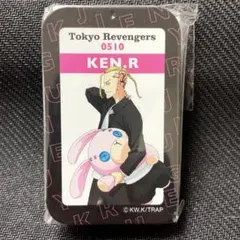 Tokyo Revengers
0510
KEN.R
©KW,K/TRAP